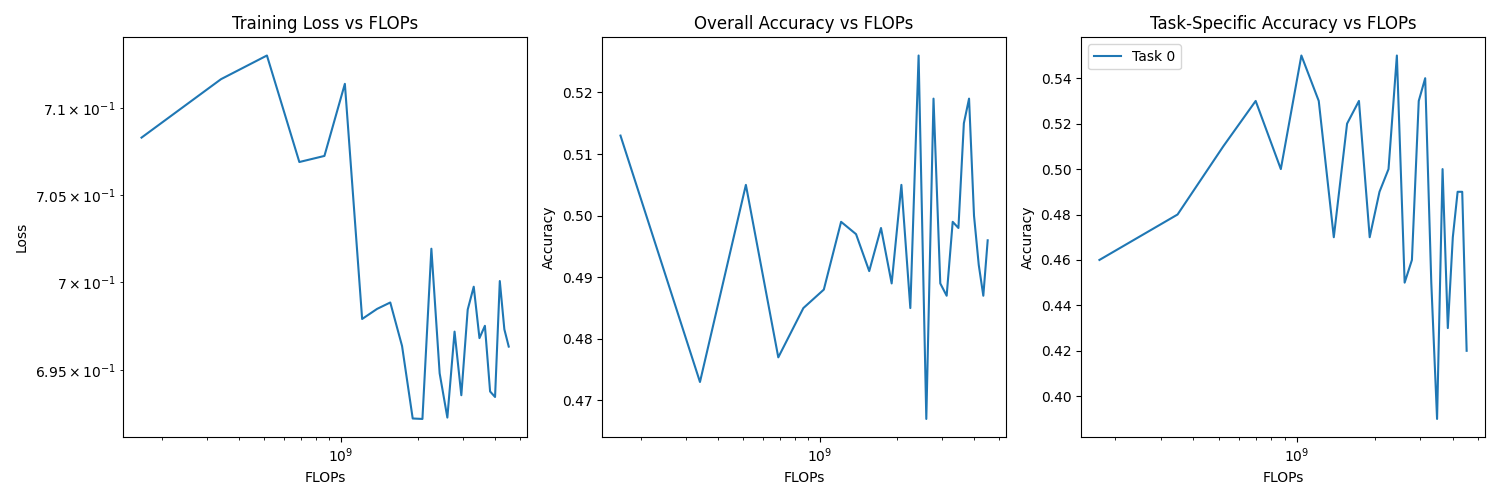 Training Loss vs FLOPs
Overall Accuracy vs FLOPs
Task-Specific Accuracy vs FLOPs
Loss
7.1 × 10⁻¹
7.05 × 10⁻¹
7 × 10⁻¹
6.95 × 10⁻¹
10⁹
FLOPs
Accuracy
0.52
0.51
0.50
0.49
0.48
0.47
10⁹
FLOPs
Accuracy
0.54
0.52
0.50
0.48
0.46
0.44
0.42
0.40
Task 0
10⁹
FLOPs